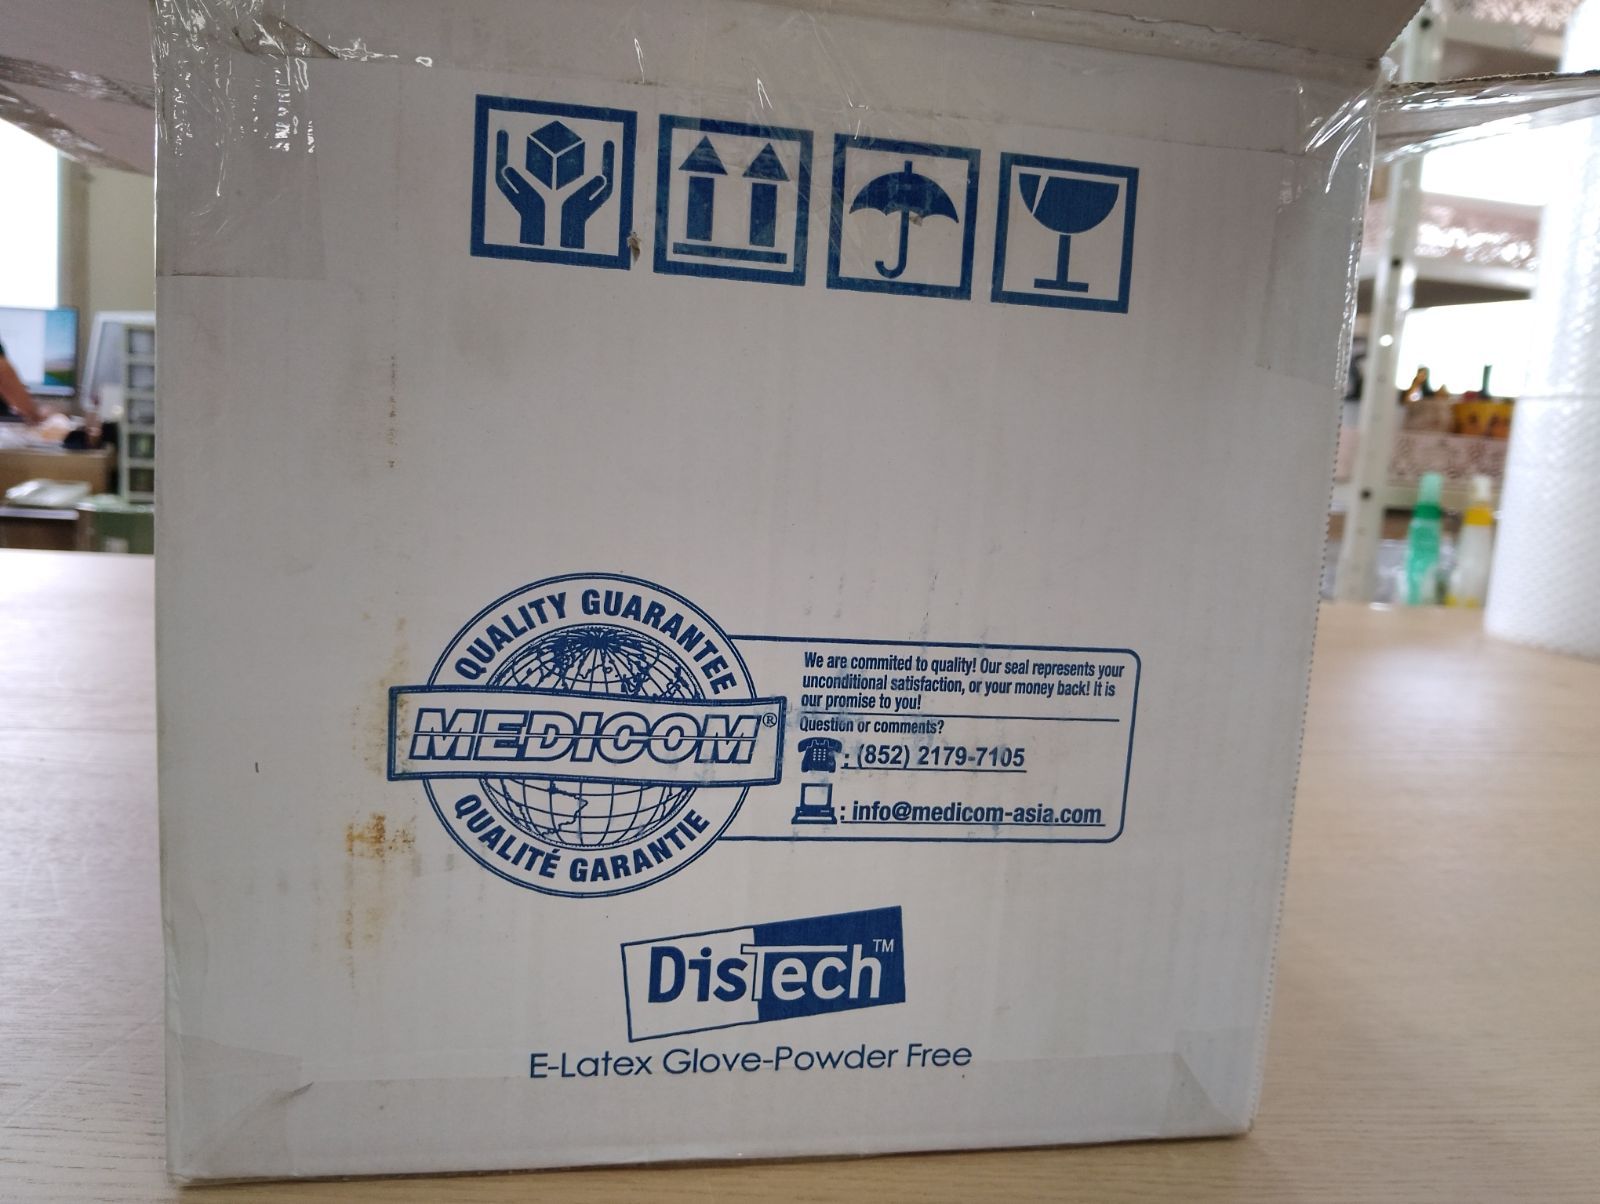 QUALITY GUARANTEE
MEDICOM®
QUALITÉ GARANTIE
We are commited to quality! Our seal represents your
unconditional satisfaction, or your money back! It is
our promise to you!
Question or comments?
: (852) 2179-7105
: info@medicom-asia.com
DisTech™
E-Latex Glove-Powder Free